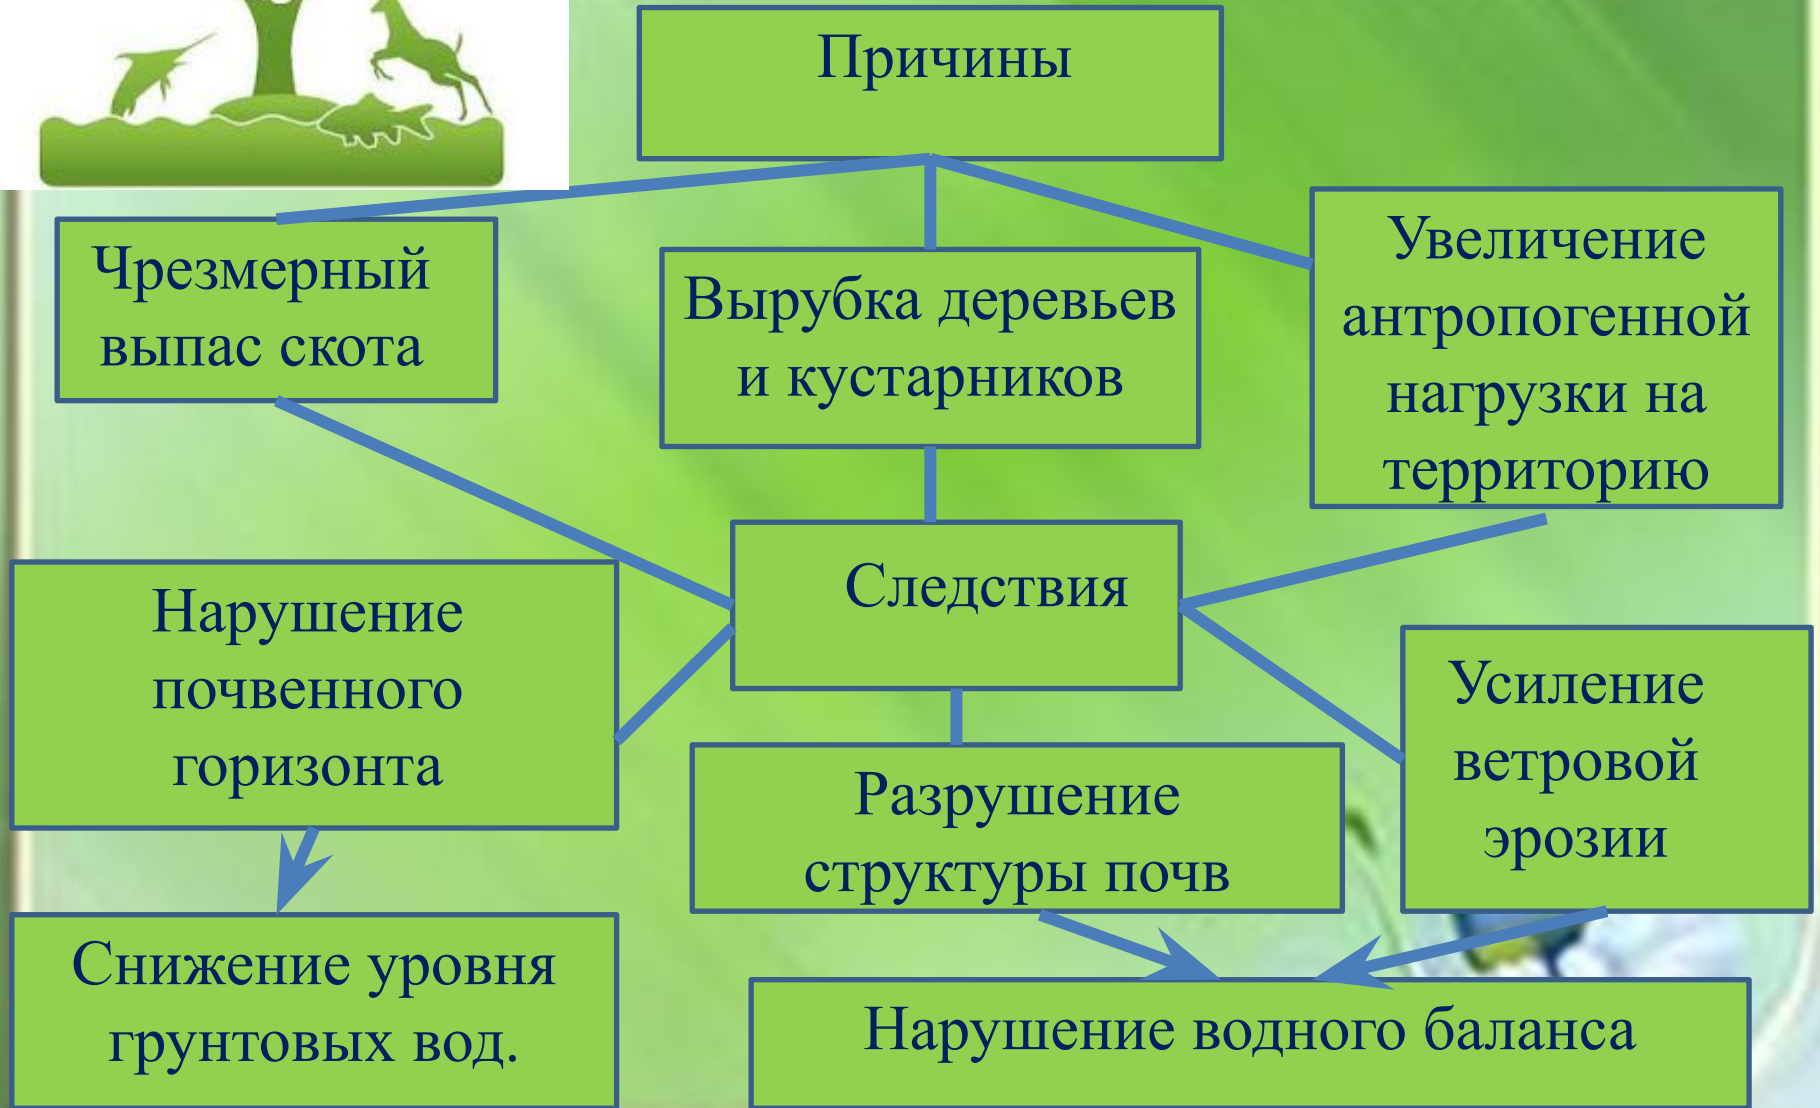 Причины
Чрезмерный
выпас скота
Вырубка деревьев
и кустарников
Увеличение
антропогенной
нагрузки на
территорию
Следствия
Нарушение
почвенного
горизонта
Разрушение
структуры почв
Усиление
ветровой
эрозии
Снижение уровня
грунтовых вод.
Нарушение водного баланса